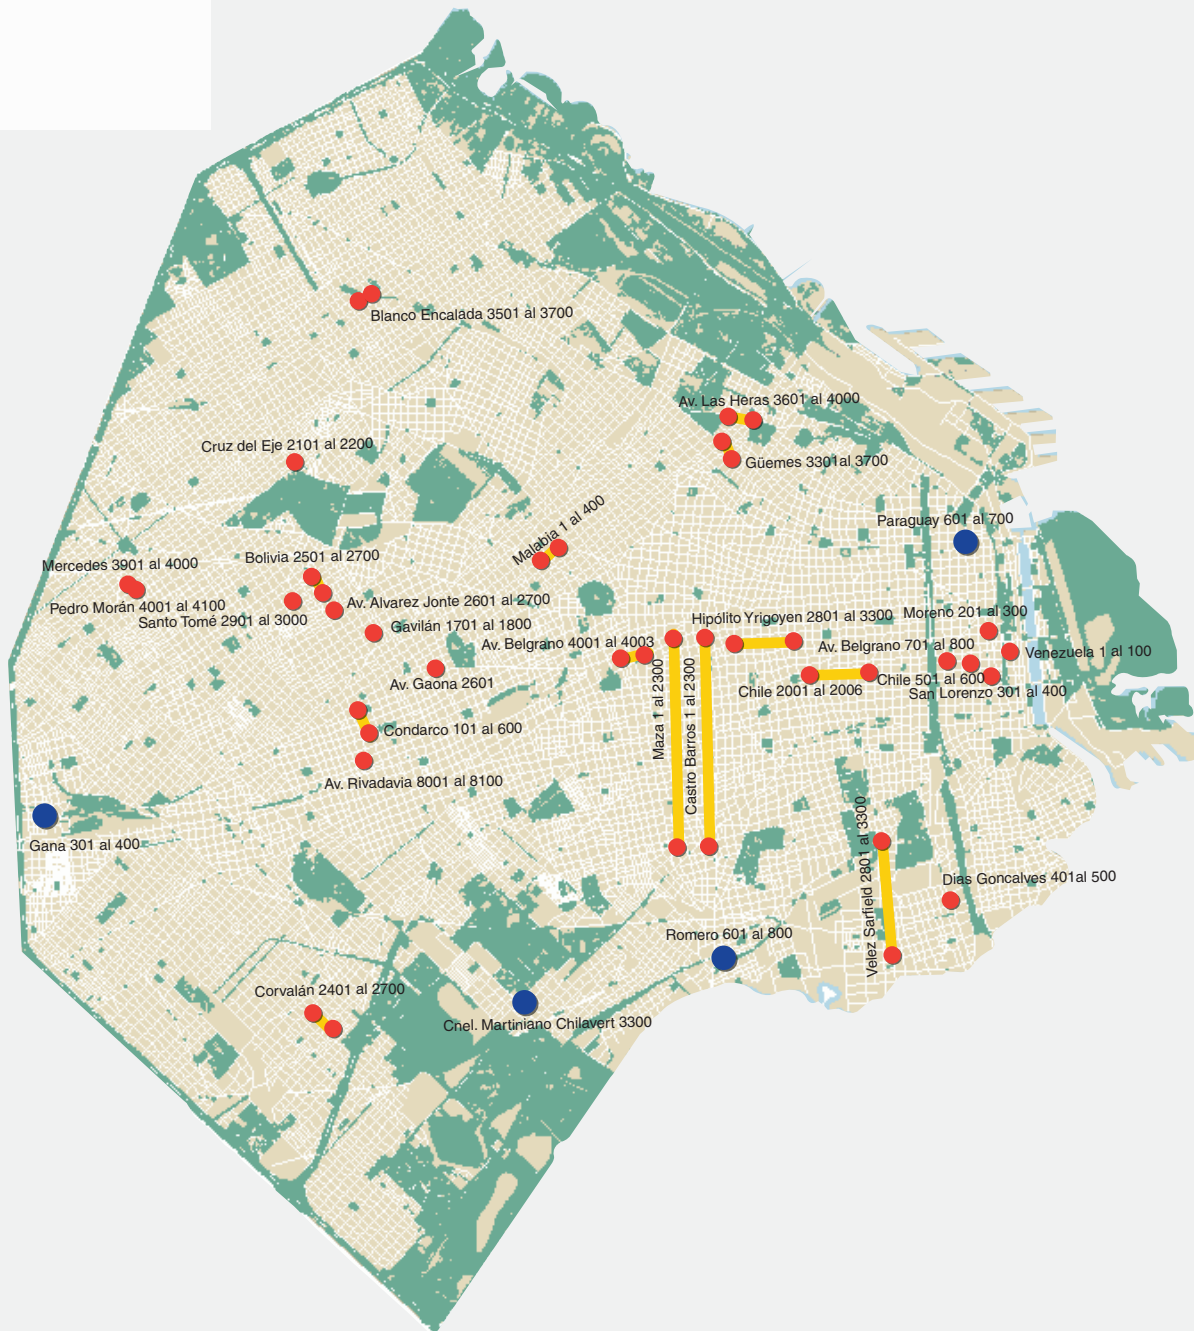 Blanco Encalada 3501 al 3700
Av. Las Heras 3601 al 4000
Cruz del Eje 2101 al 2200
Güemes 3301al 3700
Malabia 1 al 400
Paraguay 601 al 700
Mercedes 3901 al 4000
Bolivia 2501 al 2700
Pedro Morán 4001 al 4100
Av. Alvarez Jonte 2601 al 2700
Santo Tomé 2901 al 3000
Gavilán 1701 al 1800
Hipólito Yrigoyen 2801 al 3300
Moreno 201 al 300
Av. Belgrano 4001 al 4003
Av. Belgrano 701 al 800
Venezuela 1 al 100
Av. Gaona 2601
Chile 501 al 600
Chile 2001 al 2006
San Lorenzo 301 al 400
Maza 1 al 2300
Castro Barros 1 al 2300
Condarco 101 al 600
Av. Rivadavia 8001 al 8100
Gana 301 al 400
Velez Sarfield 2801 al 3300
Dias Goncalves 401al 500
Romero 601 al 800
Corvalán 2401 al 2700
Cnel. Martiniano Chilavert 3300